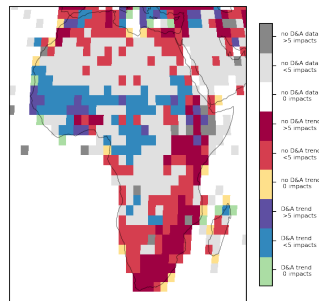 no D&A data
>5 impacts
no D&A data
<5 impacts
no D&A data
0 impacts
no D&A trend
>5 impacts
no D&A trend
<5 impacts
no D&A trend
0 impacts
D&A trend
>5 impacts
D&A trend
<5 impacts
D&A trend
0 impacts